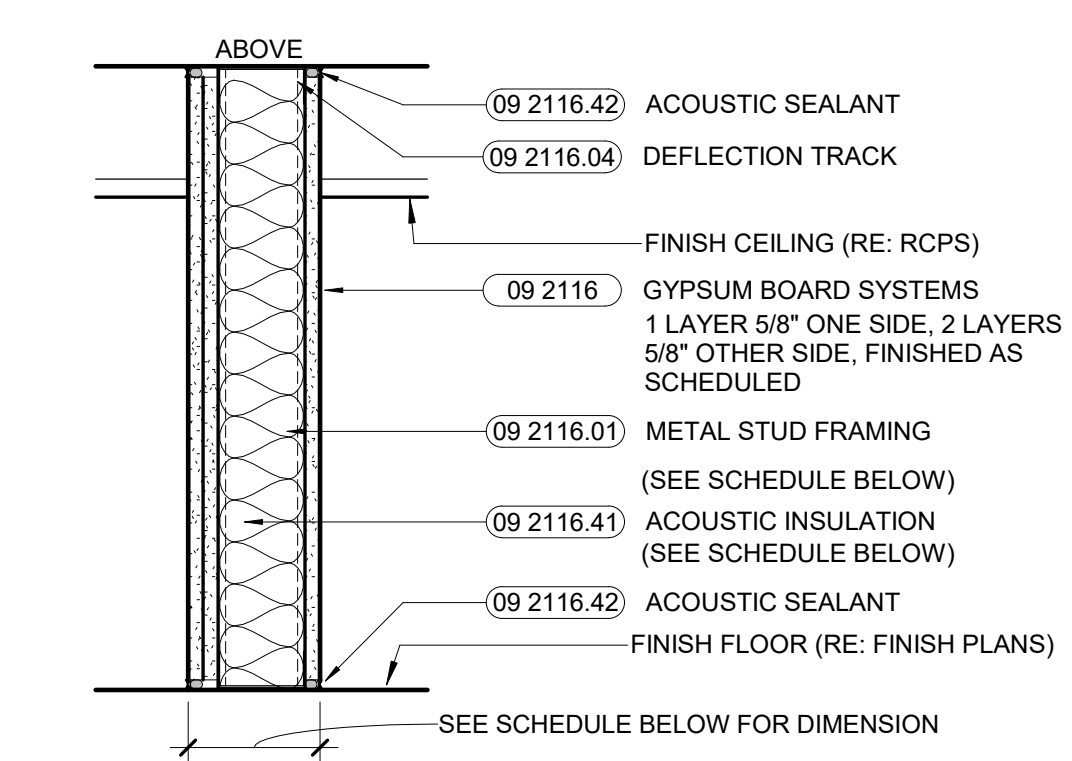 ABOVE
09 2116.42 ACOUSTIC SEALANT
09 2116.04 DEFLECTION TRACK
FINISH CEILING (RE: RCPS)
09 2116 GYPSUM BOARD SYSTEMS
1 LAYER 5/8" ONE SIDE, 2 LAYERS
5/8" OTHER SIDE, FINISHED AS
SCHEDULED
09 2116.01 METAL STUD FRAMING
(SEE SCHEDULE BELOW)
09 2116.41 ACOUSTIC INSULATION
(SEE SCHEDULE BELOW)
09 2116.42 ACOUSTIC SEALANT
FINISH FLOOR (RE: FINISH PLANS)
SEE SCHEDULE BELOW FOR DIMENSION